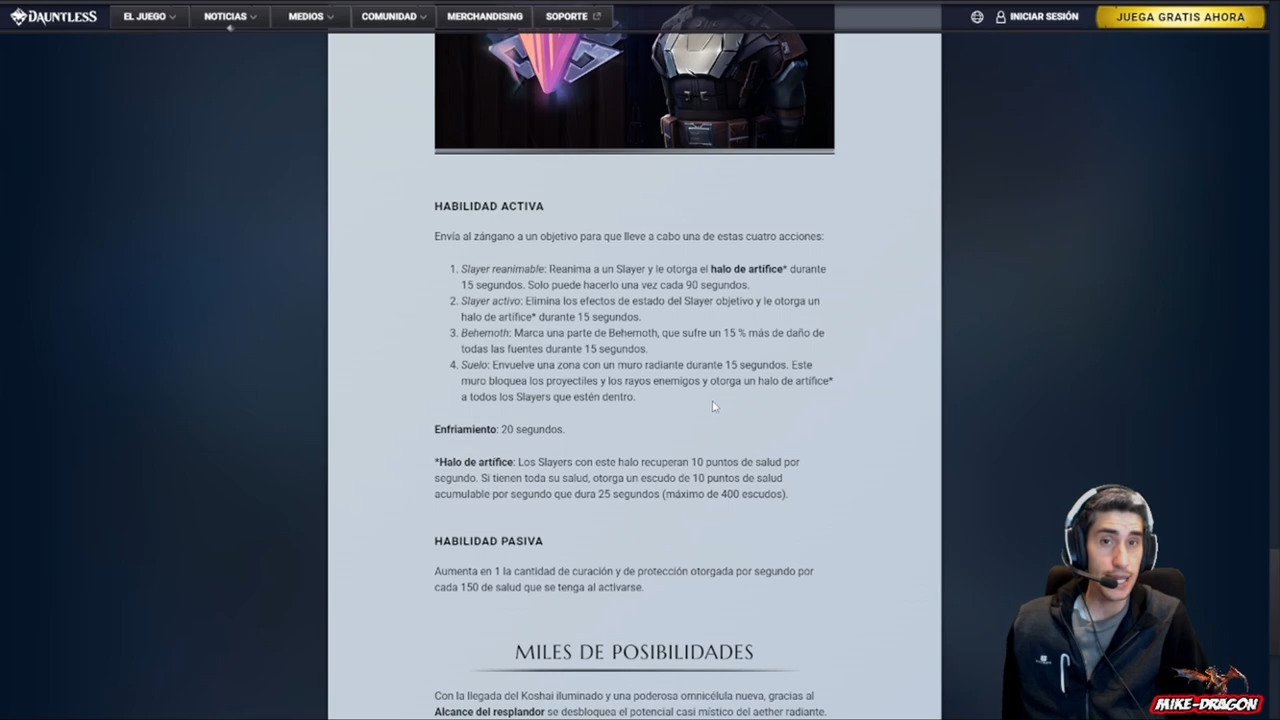 DAUNTLESS
EL JUEGO
NOTICIAS
MEDIOS
COMUNIDAD
MERCHANDISING
SOPORTE
INICIAR SESIÓN
JUEGA GRATIS AHORA
HABILIDAD ACTIVA
Envía al zángano a un objetivo para que lleve a cabo una de estas cuatro acciones:
1. Slayer reanimable: Reanima a un Slayer y le otorga el halo de artífice* durante
15 segundos. Solo puede hacerlo una vez cada 90 segundos.
2. Slayer activo: Elimina los efectos de estado del Slayer objetivo y le otorga un
halo de artífice* durante 15 segundos.
3. Behemoth: Marca una parte de Behemoth, que sufre un 15 % más de daño de
todas las fuentes durante 15 segundos.
4. Suelo: Envuelve una zona con un muro radiante durante 15 segundos. Este
muro bloquea los proyectiles y los rayos enemigos y otorga un halo de artífice*
a todos los Slayers que estén dentro.
Enfriamiento: 20 segundos.
*Halo de artífice: Los Slayers con este halo recuperan 10 puntos de salud por
segundo. Si tienen toda su salud, otorga un escudo de 10 puntos de salud
acumulable por segundo que dura 25 segundos (máximo de 400 escudos).
HABILIDAD PASIVA
Aumenta en 1 la cantidad de curación y de protección otorgada por segundo por
cada 150 de salud que se tenga al activarse.
MILES DE POSIBILIDADES
Con la llegada del Koshai iluminado y una poderosa omnicélula nueva, gracias al
Alcance del resplandor se desbloquea el potencial casi místico del aether radiante.
MIKE-DRAGON